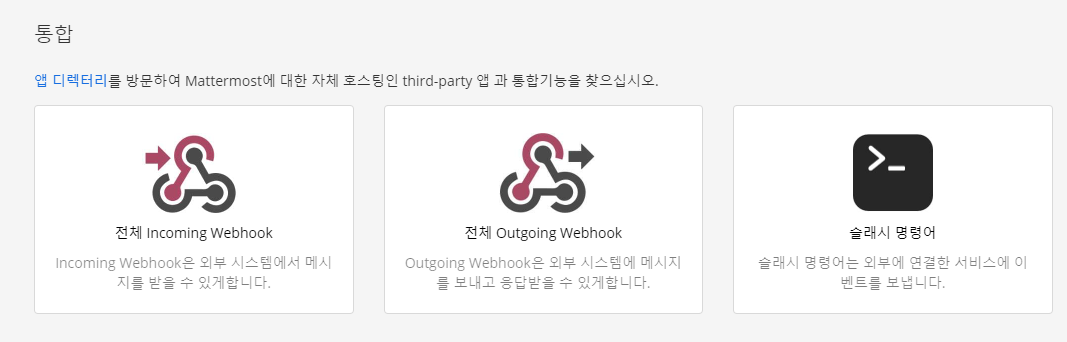 통합
앱 디렉터리를 방문하여 Mattermost에 대한 자체 호스팅인 third-party 앱 과 통합기능을 찾으십시오.
전체 Incoming Webhook
Incoming Webhook은 외부 시스템에서 메시
지를 받을 수 있게합니다.
전체 Outgoing Webhook
Outgoing Webhook은 외부 시스템에 메시지
를 보내고 응답받을 수 있게합니다.
슬래시 명령어
슬래시 명령어는 외부에 연결한 서비스에 이
벤트를 보냅니다.